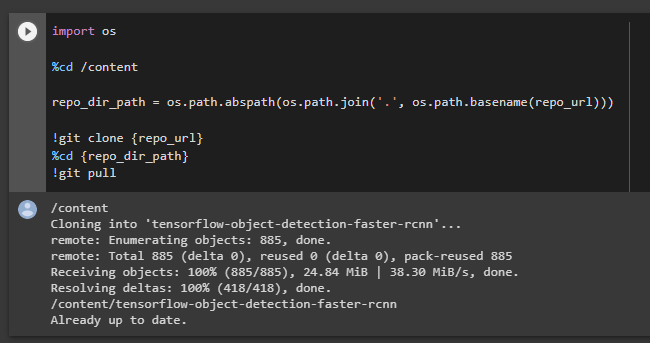 import os
%cd /content
repo_dir_path = os.path.abspath(os.path.join('.', os.path.basename(repo_url)))
!git clone {repo_url}
%cd {repo_dir_path}
!git pull
/content
Cloning into 'tensorflow-object-detection-faster-rcnn'...
remote: Enumerating objects: 885, done.
remote: Total 885 (delta 0), reused 0 (delta 0), pack-reused 885
Receiving objects: 100% (885/885), 24.84 MiB | 38.30 MiB/s, done.
Resolving deltas: 100% (418/418), done.
/content/tensorflow-object-detection-faster-rcnn
Already up to date.